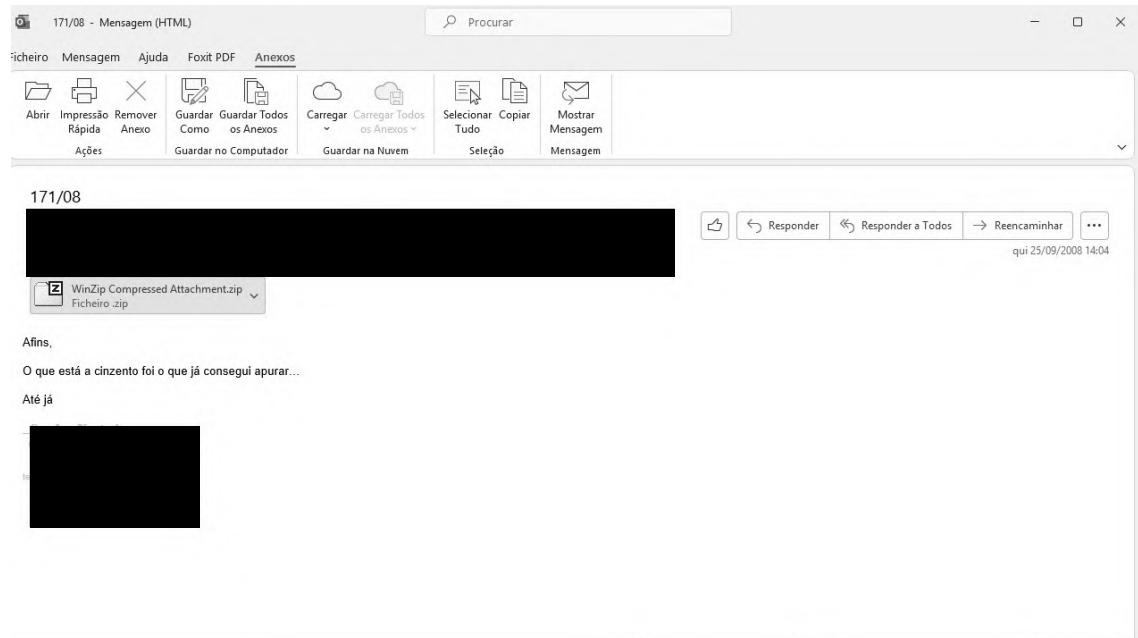 171/08 - Mensagem (HTML)
Procurar
Ficheiro Mensagem Ajuda Foxit PDF Anexos
Abrir Impressão Rápida Remover Anexo Guardar Como Guardar Todos os Anexos Carregar Carregar Todos os Anexos Selecionar Tudo Copiar Mostrar Mensagem
Ações Guardar no Computador Guardar na Nuvem Seleção Mensagem
171/08
Responder Responder a Todos Reencaminhar
qui 25/09/2008 14:04
WinZip Compressed Attachment.zip
Ficheiro .zip
Afins,
O que está a cinzento foi o que já consegui apurar...
Até já